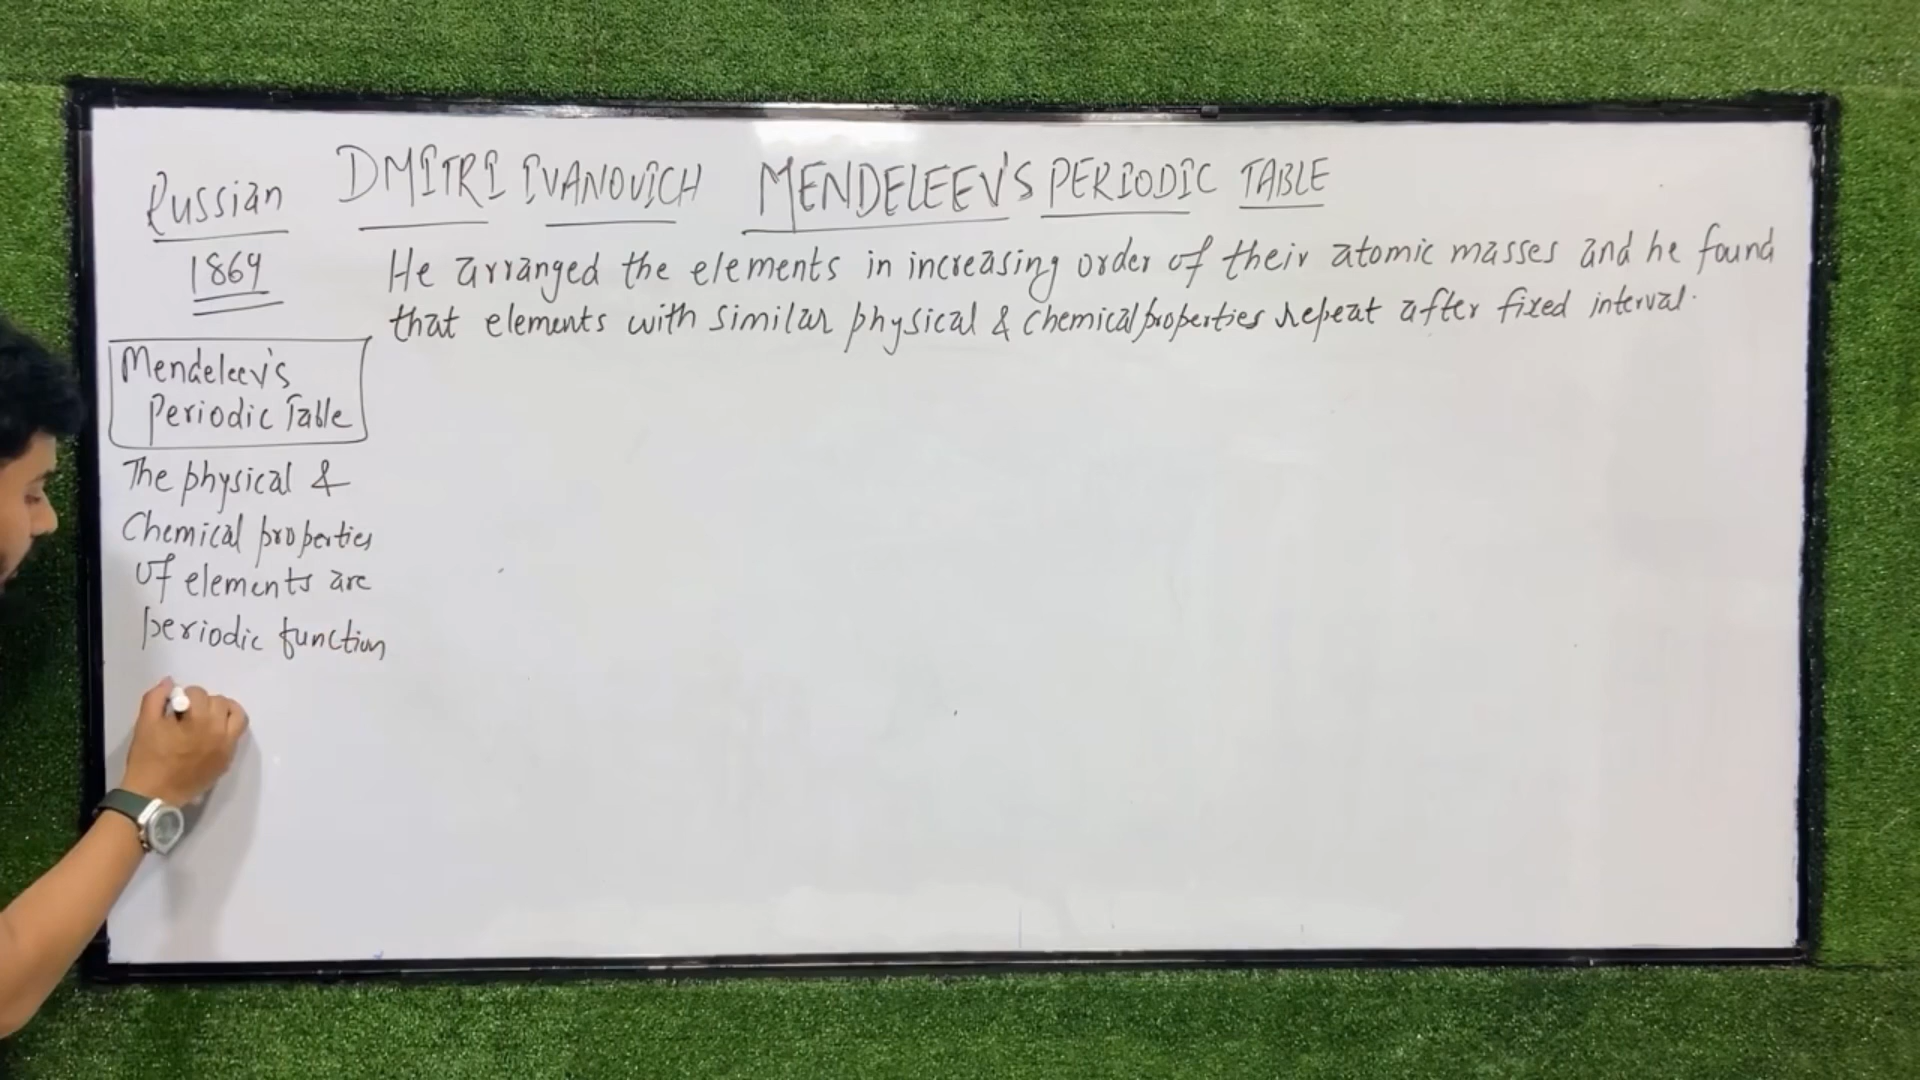 Russian DMITRI IVANOVICH MENDELEEV'S PERIODIC TABLE
1869
He arranged the elements in increasing order of their atomic masses and he found
that elements with similar physical & chemical properties repeat after fixed interval.
Mendeleev's
Periodic Table
The physical &
Chemical properties
of elements are
periodic function